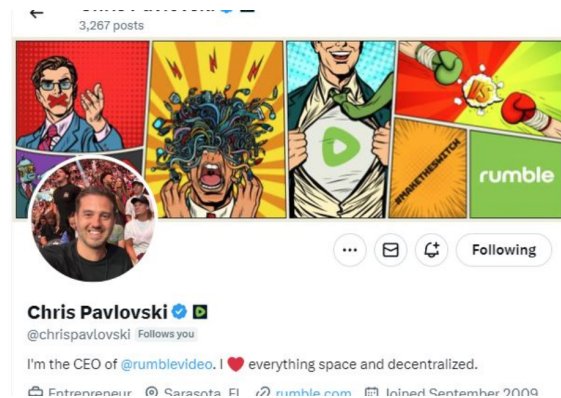 3,267 posts
VS
#MAKETHESWITCH
rumble
Following
Chris Pavlovski
@chrispavlovski Follows you
I'm the CEO of @rumblevideo. I ❤️ everything space and decentralized.
Entrepreneur Sarasota, FL rumble.com Joined September 2009